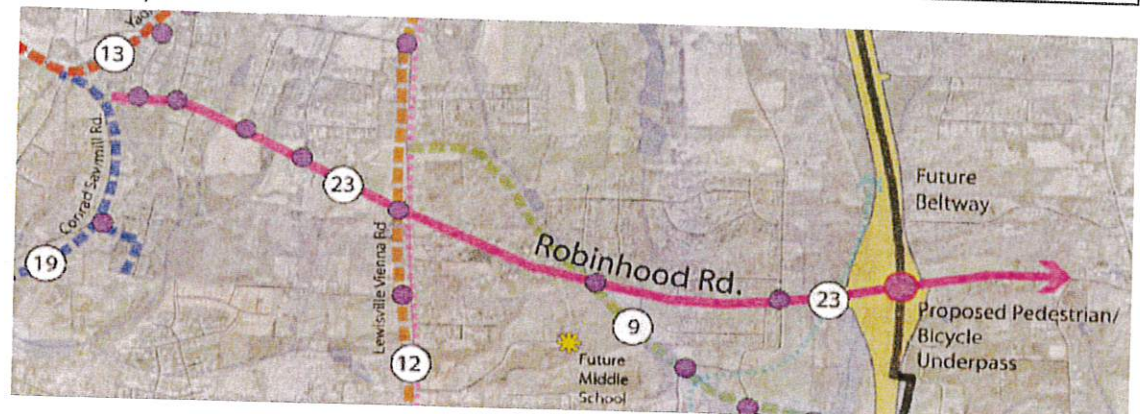 Yad
13
Conrad Sawmill Rd.
19
23
Lewisville Vienna Rd
12
Robinhood Rd.
9
Future
Middle
School
23
Future
Beltway
Proposed Pedestrian/
Bicycle
Underpass